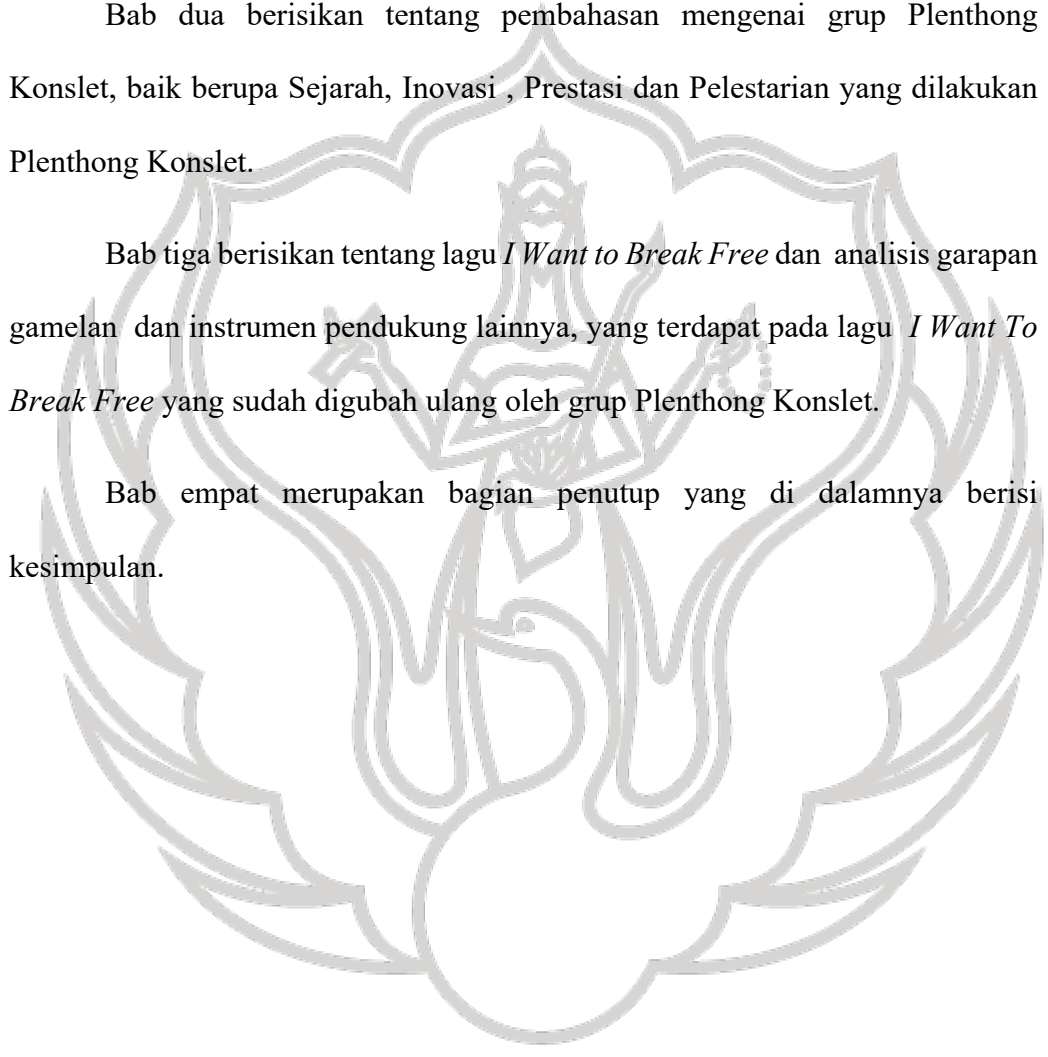 Bab dua berisikan tentang pembahasan mengenai grup Plenthong
Konslet, baik berupa Sejarah, Inovasi , Prestasi dan Pelestarian yang dilakukan
Plenthong Konslet.
Bab tiga berisikan tentang lagu I Want to Break Free dan analisis garapan
gamelan dan instrumen pendukung lainnya, yang terdapat pada lagu I Want To
Break Free yang sudah digubah ulang oleh grup Plenthong Konslet.
Bab empat merupakan bagian penutup yang di dalamnya berisi
kesimpulan.